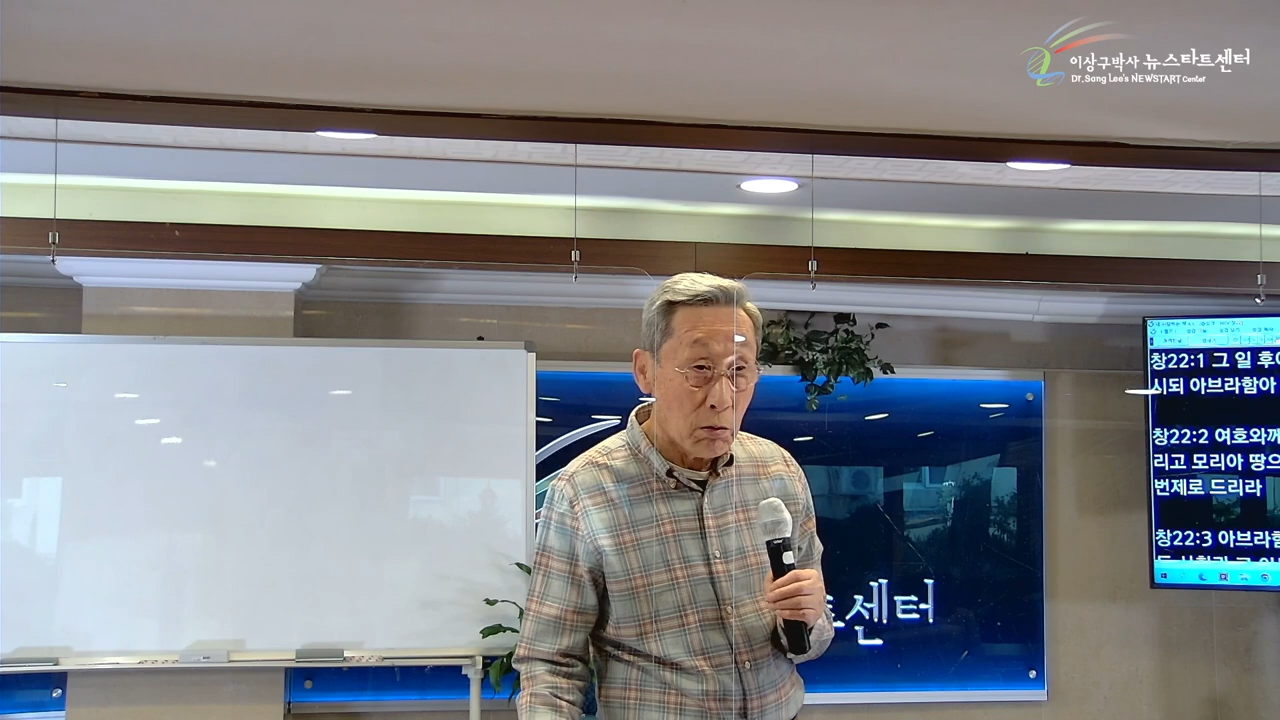 이상구박사 뉴스타트센터
Dr. Sang Lee's NEWSTART Center
창22:1 그 일 후에
시되 아브라함아
창22:2 여호와께
리고 모리아 땅으
번제로 드리라
창22:3 아브라함
트센터